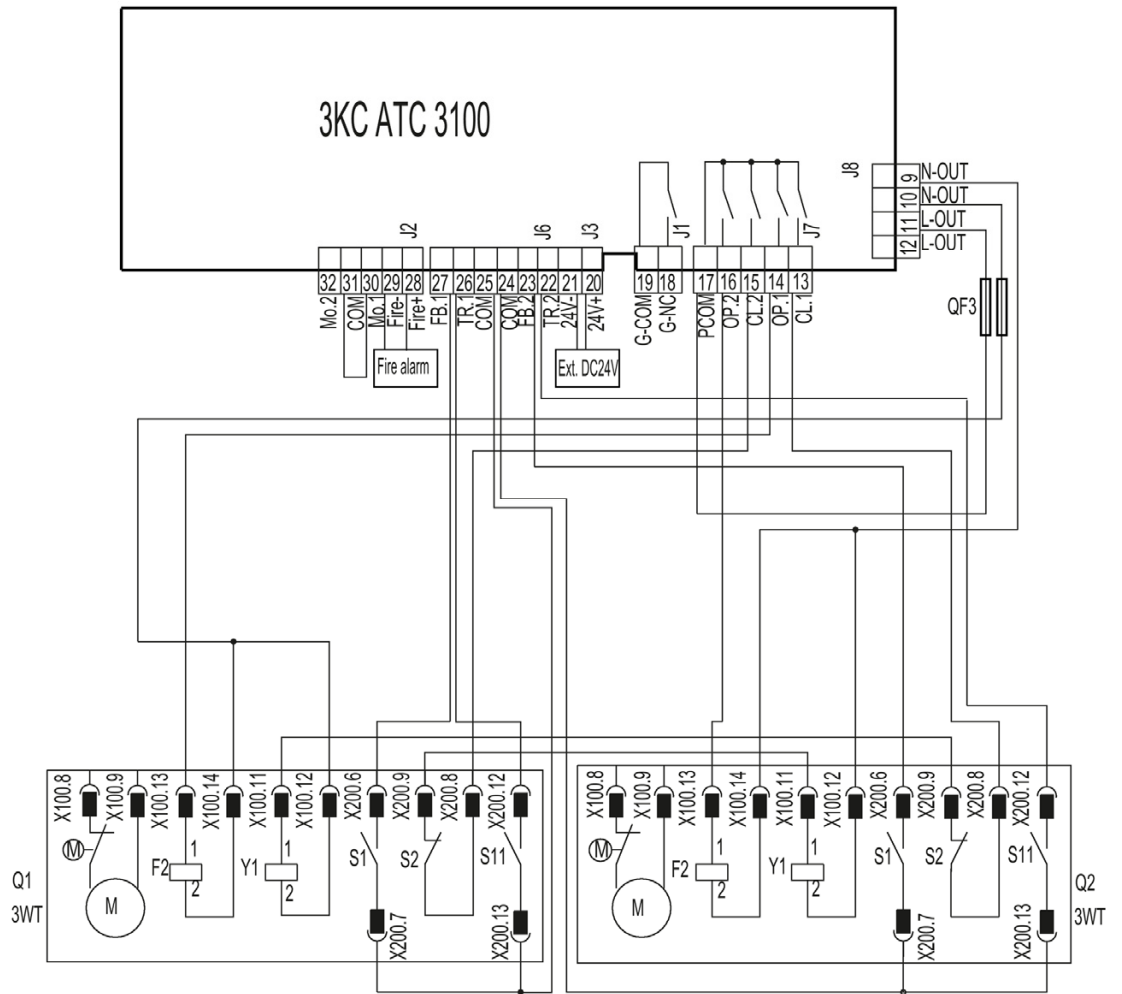 3KC ATC 3100
J8
9 N-OUT
10 N-OUT
11 L-OUT
12 L-OUT
J2
J6
J3
J1
J7
32 31 30 29 28 27 26 25 24 23 22 21 20
19 18
17 16 15 14 13
Mo.2 COM Mo.1 Fire- Fire+ FB.1 TR.1 COM COM FB.2 TR.2 24V- 24V+
G-COM G-NC
PCOM OP.2 CL.2 OP.1 CL.1
QF3
Fire alarm
Ext. DC24V
X100.8 X100.9 X100.13 X100.14 X100.11 X100.12 X200.6 X200.9 X200.8 X200.12
M
M
F2 1 2
Y1 1 2
S1
S2
S11
X200.7 X200.13
Q1
3WT
X100.8 X100.9 X100.13 X100.14 X100.11 X100.12 X200.6 X200.9 X200.8 X200.12
M
M
F2 1 2
Y1 1 2
S1
S2
S11
X200.7 X200.13
Q2
3WT